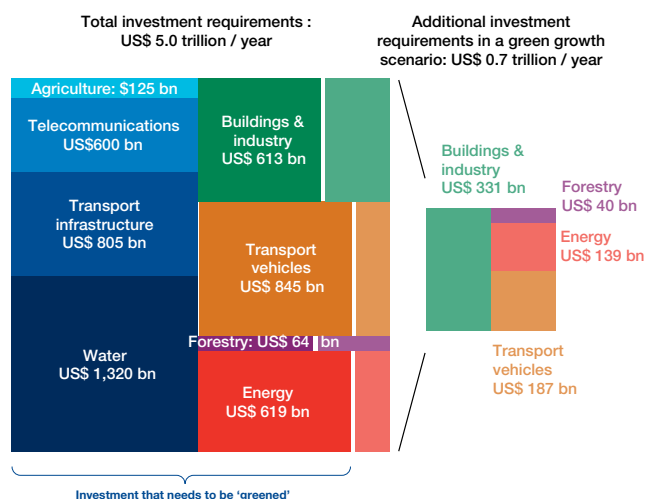 Total investment requirements :
US$ 5.0 trillion / year
Additional investment
requirements in a green growth
scenario: US$ 0.7 trillion / year
Agriculture: $125 bn
Telecommunications
US$600 bn
Transport
infrastructure
US$ 805 bn
Water
US$ 1,320 bn
Buildings &
industry
US$ 613 bn
Transport
vehicles
US$ 845 bn
Forestry: US$ 64 bn
Energy
US$ 619 bn
Buildings &
industry
US$ 331 bn
Forestry
US$ 40 bn
Energy
US$ 139 bn
Transport
vehicles
US$ 187 bn
Investment that needs to be ‘greened’